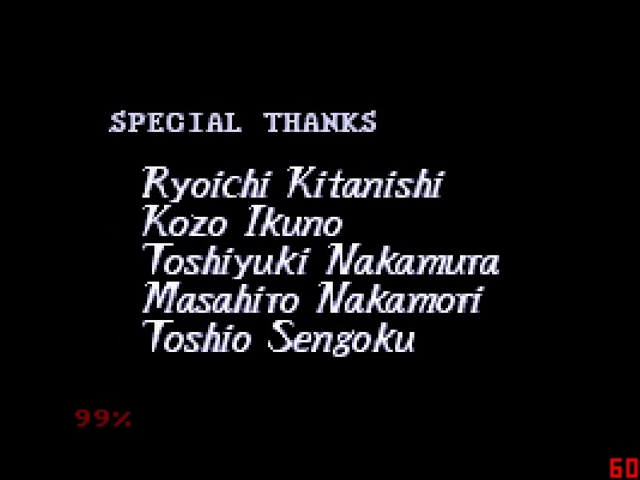 SPECIAL THANKS
Ryoichi Kitanishi
Kozo Ikuno
Toshiyuki Nakamura
Masahiro Nakamori
Toshio Sengoku
99%
60